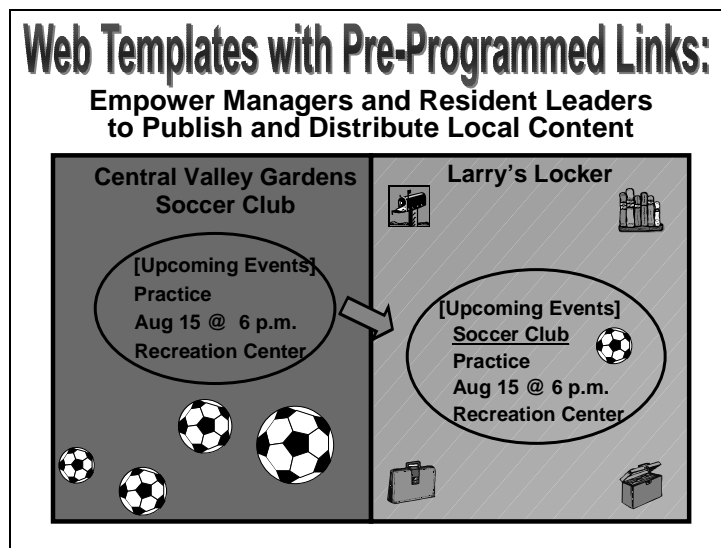 Web Templates with Pre-Programmed Links:
Empower Managers and Resident Leaders
to Publish and Distribute Local Content
Central Valley Gardens
Soccer Club
[Upcoming Events]
Practice
Aug 15 @ 6 p.m.
Recreation Center
Larry's Locker
[Upcoming Events]
Soccer Club
Practice
Aug 15 @ 6 p.m.
Recreation Center